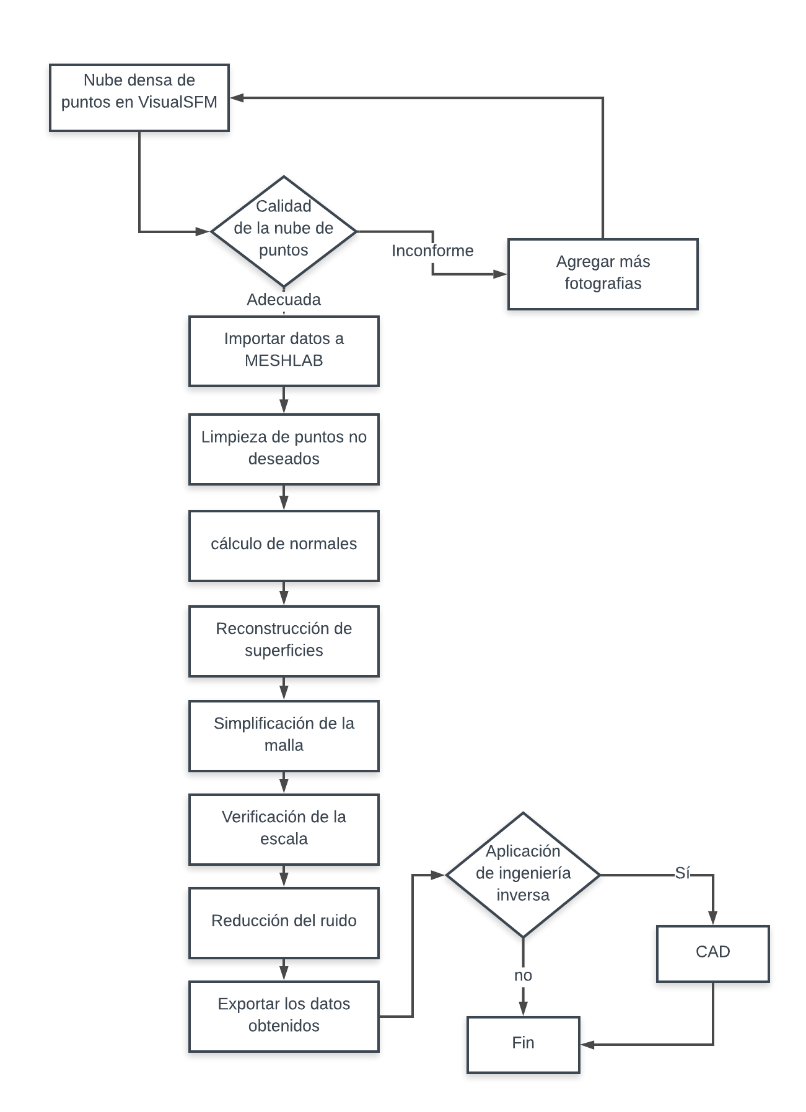 Nube densa de
puntos en VisualSFM
Calidad
de la nube de
puntos
Inconforme
Agregar más
fotografias
Adecuada
Importar datos a
MESHLAB
Limpieza de puntos no
deseados
cálculo de normales
Reconstrucción de
superficies
Simplificación de la
malla
Verificación de la
escala
Reducción del ruido
Exportar los datos
obtenidos
Aplicación
de ingeniería
inversa
Sí
CAD
no
Fin